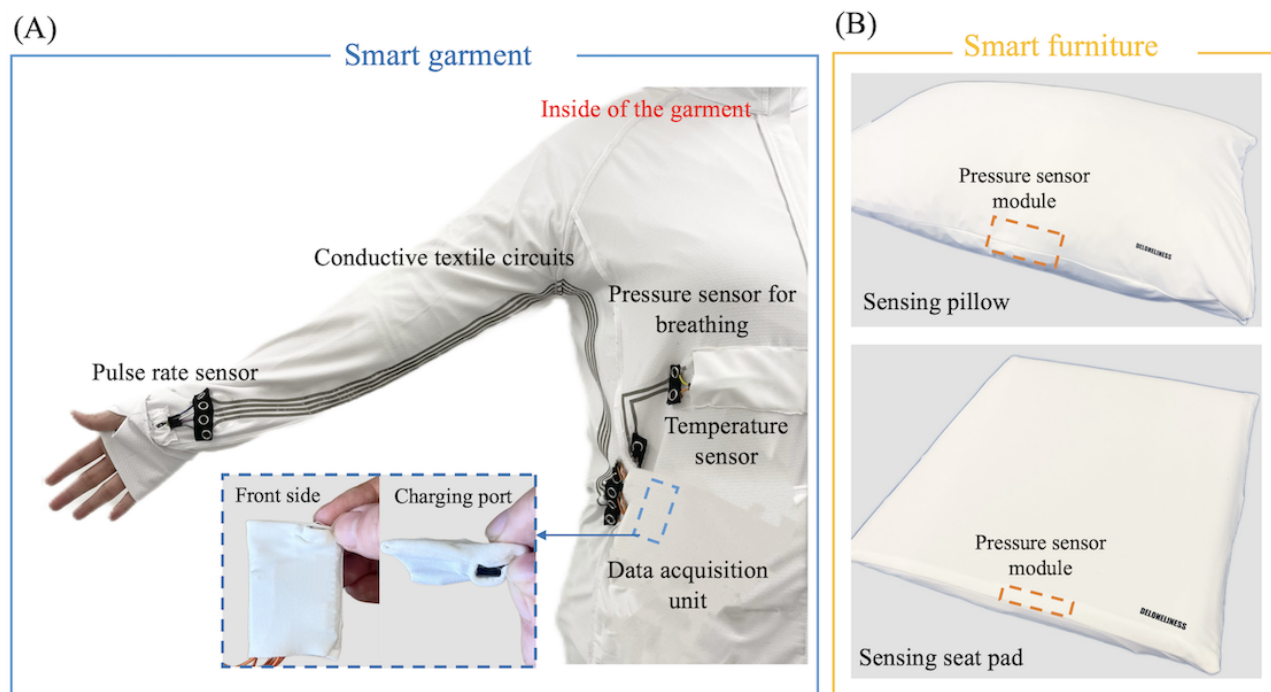 (A)
Smart garment
Inside of the garment
Conductive textile circuits
Pressure sensor for
breathing
Pulse rate sensor
Temperature
sensor
Front side
Charging port
Data acquisition
unit
(B)
Smart furniture
Pressure sensor
module
DELONELINESS
Sensing pillow
Pressure sensor
module
DELONELINESS
Sensing seat pad